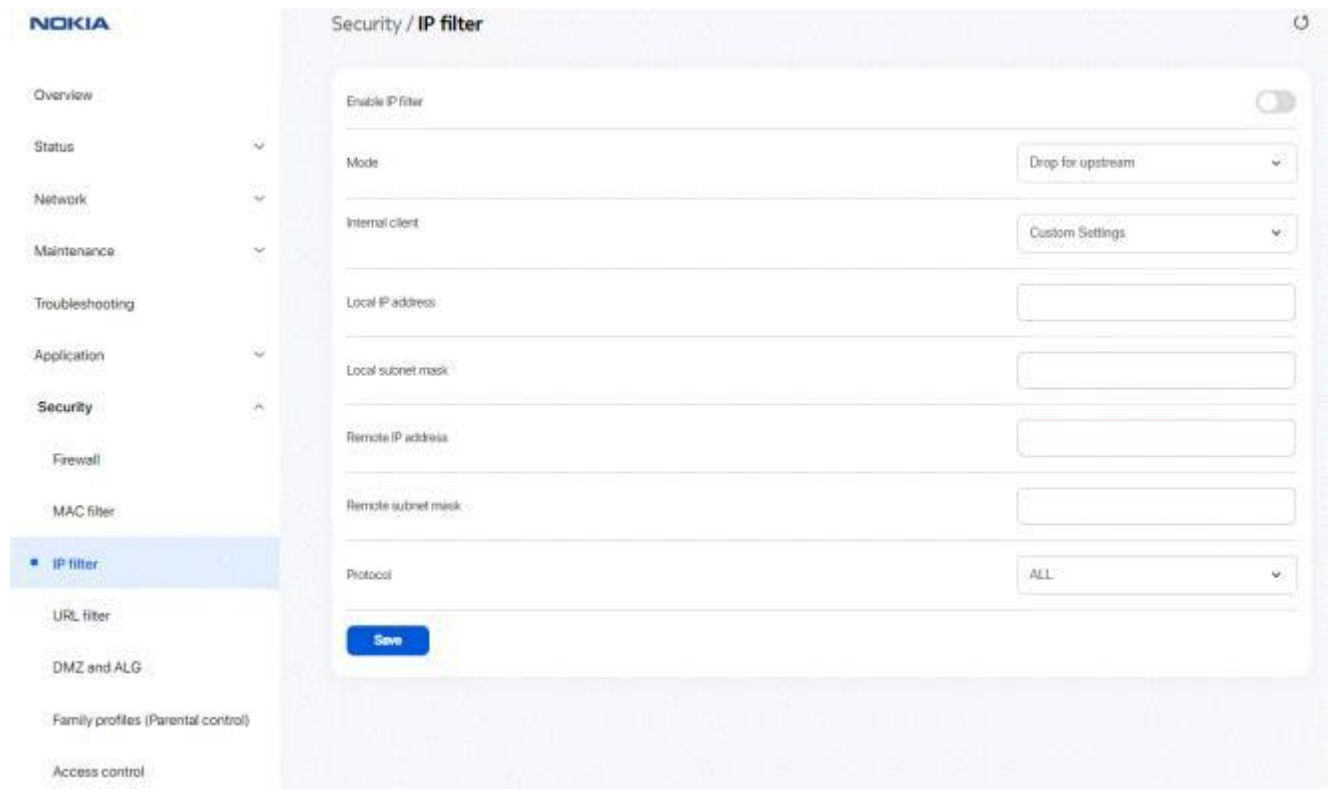 NOKIA
Security / IP filter
Overview
Status
Network
Maintenance
Troubleshooting
Application
Security
Firewall
MAC filter
IP filter
URL filter
DMZ and ALG
Family profiles (Parental control)
Access control
Enable IP filter
Mode
Drop for upstream
Internal client
Custom Settings
Local IP address
Local subnet mask
Remote IP address
Remote subnet mask
Protocol
ALL
Save